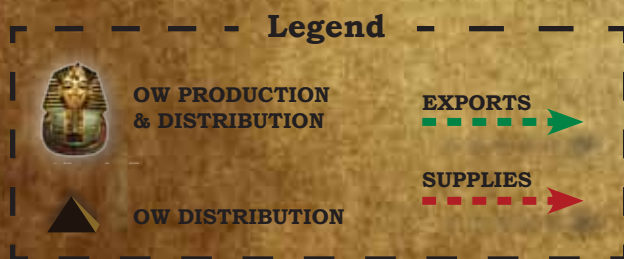 Legend
OW PRODUCTION
& DISTRIBUTION
EXPORTS
SUPPLIES
OW DISTRIBUTION